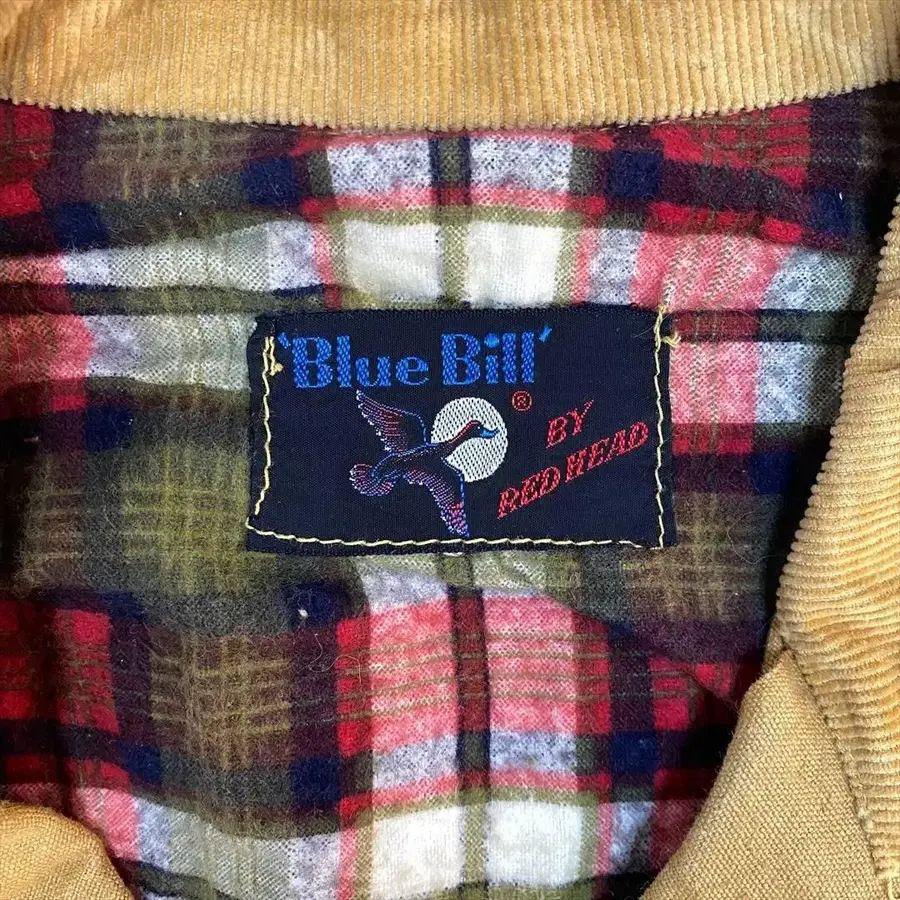 'Blue Bill'
®
BY
RED HEAD